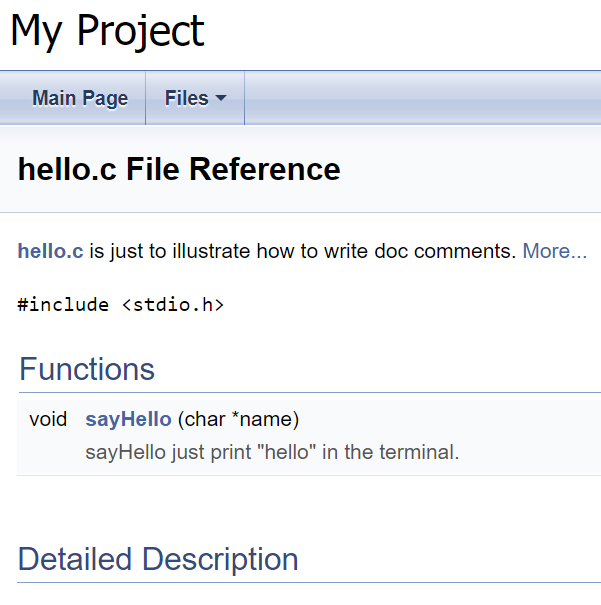 My Project
Main Page Files
hello.c File Reference
hello.c is just to illustrate how to write doc comments. More...
#include <stdio.h>
Functions
void sayHello (char *name)
sayHello just print "hello" in the terminal.
Detailed Description